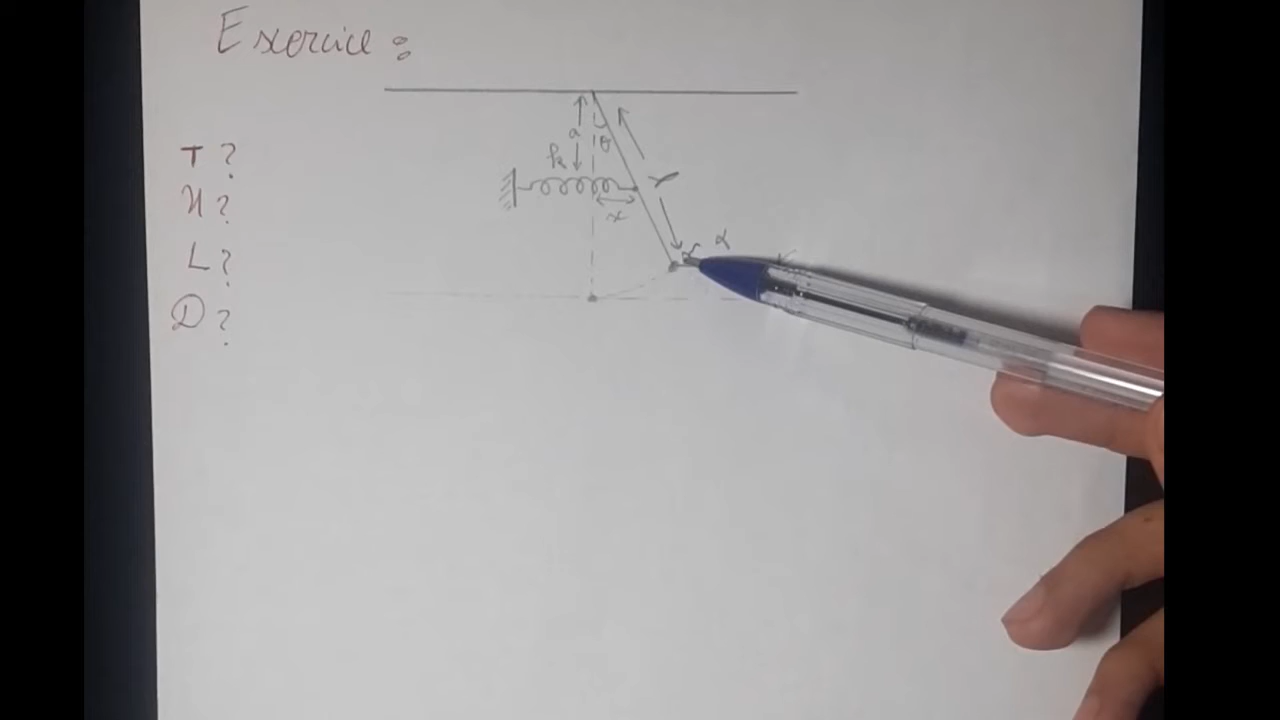 Exercice :
a
θ
k
l
x
α
T ?
U ?
L ?
D ?